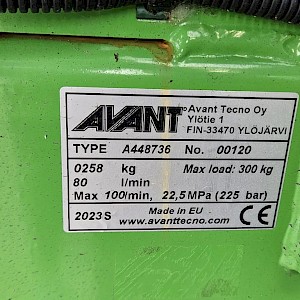 AVANT® Avant Tecno Oy
Ylötie 1
FIN-33470 YLÖJÄRVI
TYPE A448736 No. 00120
0258 kg Max load: 300 kg
80 l/min
Max 100/min, 22,5MPa (225 bar)
2023S Made in EU
www.avanttecno.com
CE